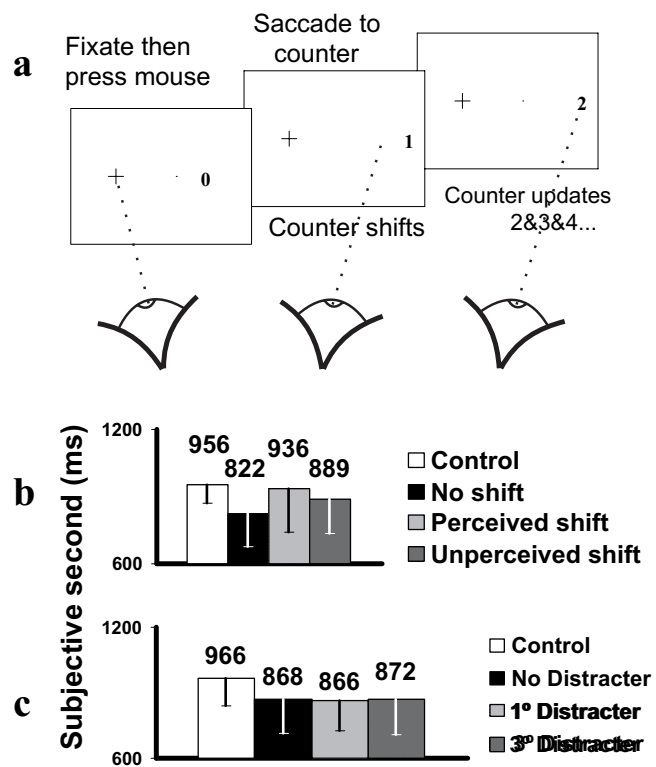 a
Fixate then
press mouse
Saccade to
counter
0
1
2
Counter shifts
Counter updates
2&3&4...
b
Subjective second (ms)
1200
600
956
822
936
889
Control
No shift
Perceived shift
Unperceived shift
c
1200
600
966
868
866
872
Control
No Distracter
1º Distracter
3º Distracter